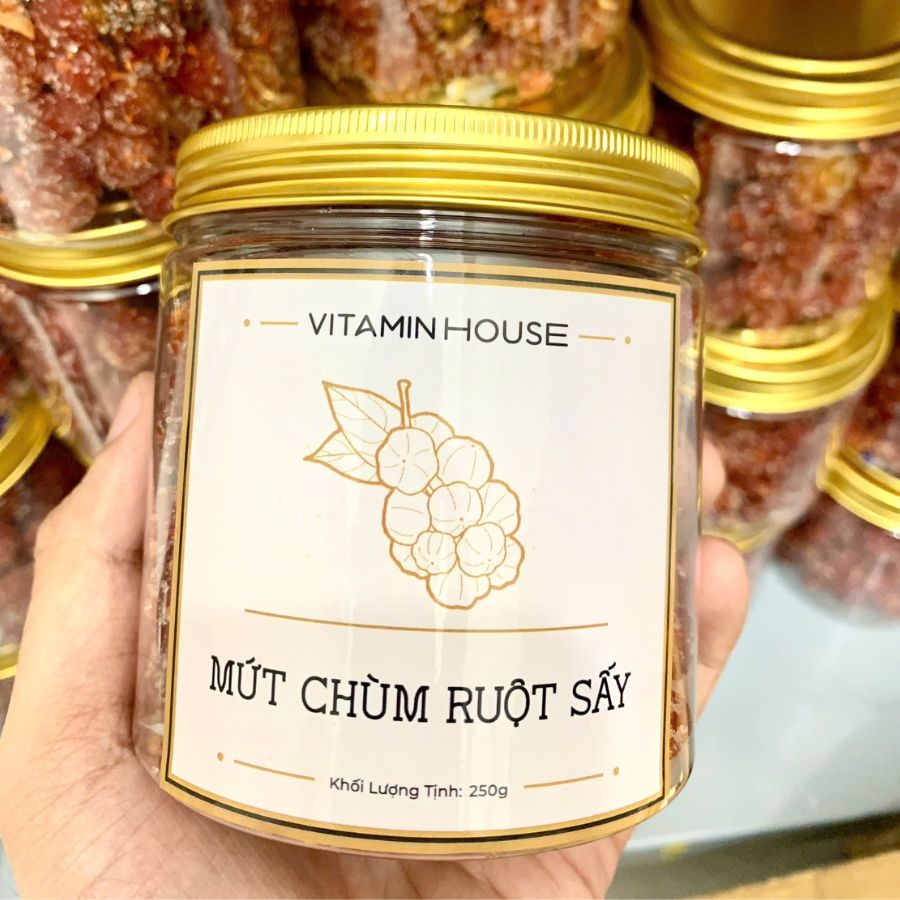 VITAMIN HOUSE
MỨT CHÙM RUỘT SẤY
Khối Lượng Tịnh: 250g